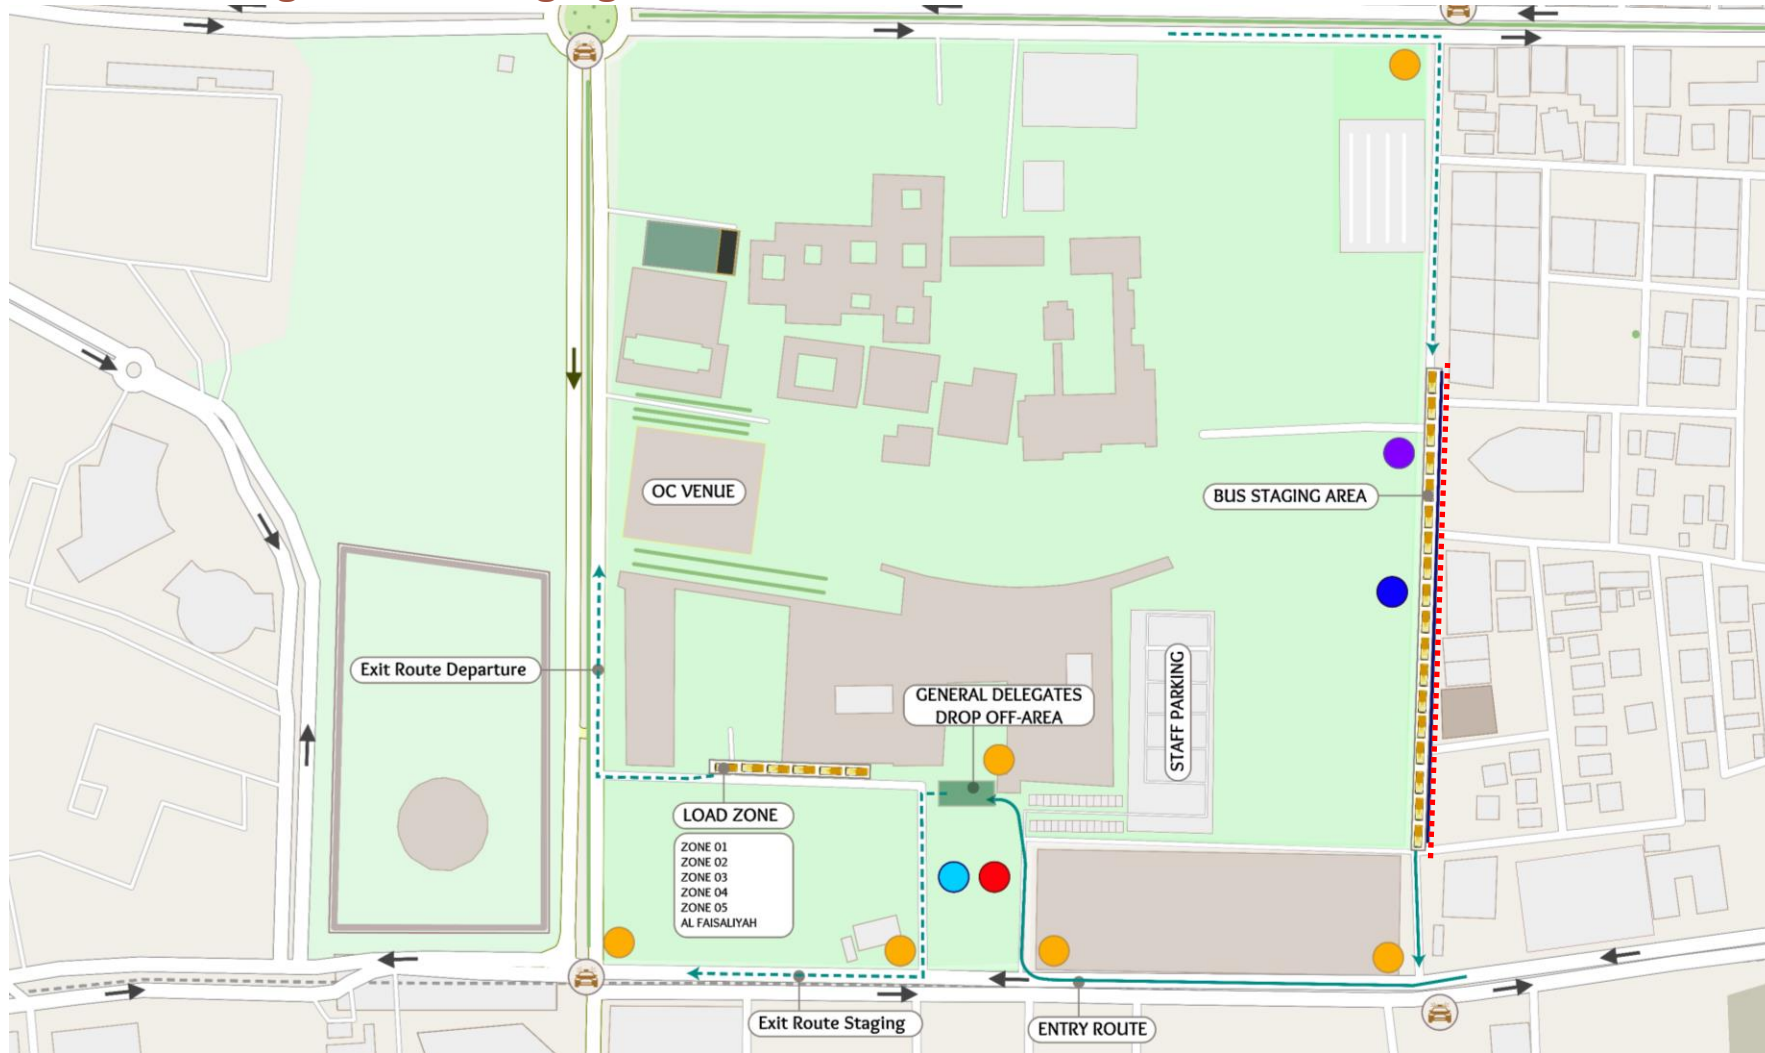 OC VENUE
BUS STAGING AREA
Exit Route Departure
GENERAL DELEGATES
DROP OFF-AREA
STAFF PARKING
LOAD ZONE
ZONE 01
ZONE 02
ZONE 03
ZONE 04
ZONE 05
AL FAISALIYAH
Exit Route Staging
ENTRY ROUTE